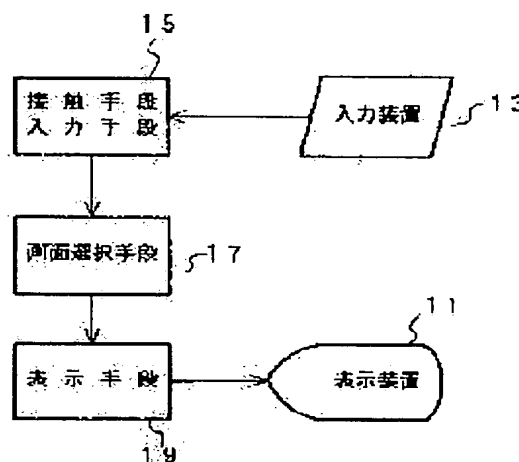 15
接触手段
入力手段
入力装置
13
画面選択手段
17
11
表示手段
表示装置
19